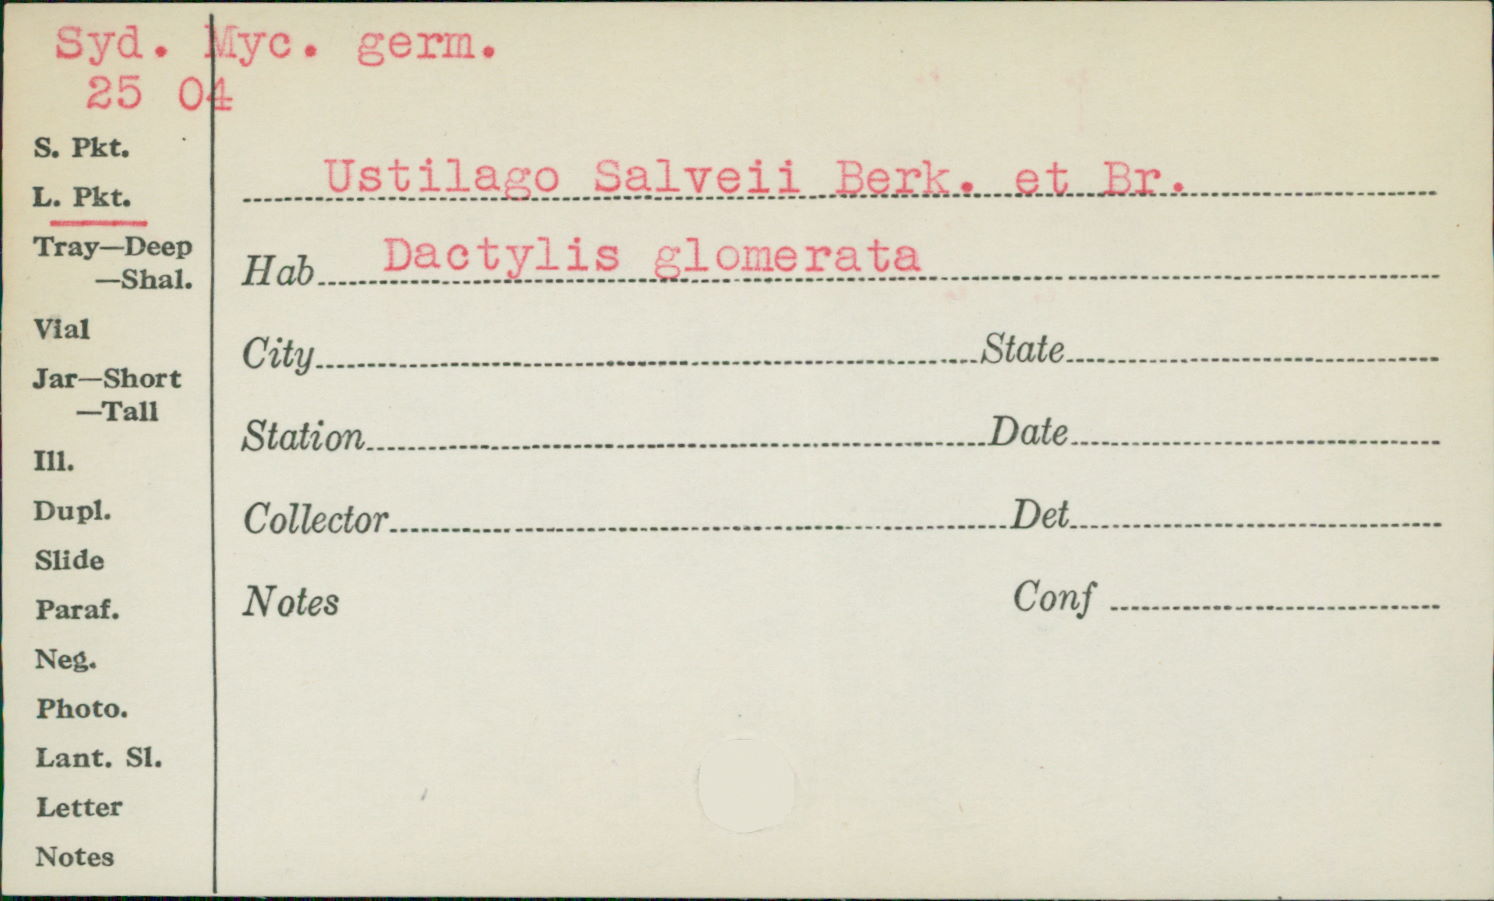 Syd. Myc. germ.
25 04
S. Pkt.
L. Pkt.
Tray—Deep
—Shal.
Vial
Jar—Short
—Tall
Ill.
Dupl.
Slide
Paraf.
Neg.
Photo.
Lant. Sl.
Letter
Notes
Ustilago Salveii Berk. et Br.
Hab Dactylis glomerata
City State
Station Date
Collector Det
Notes Conf